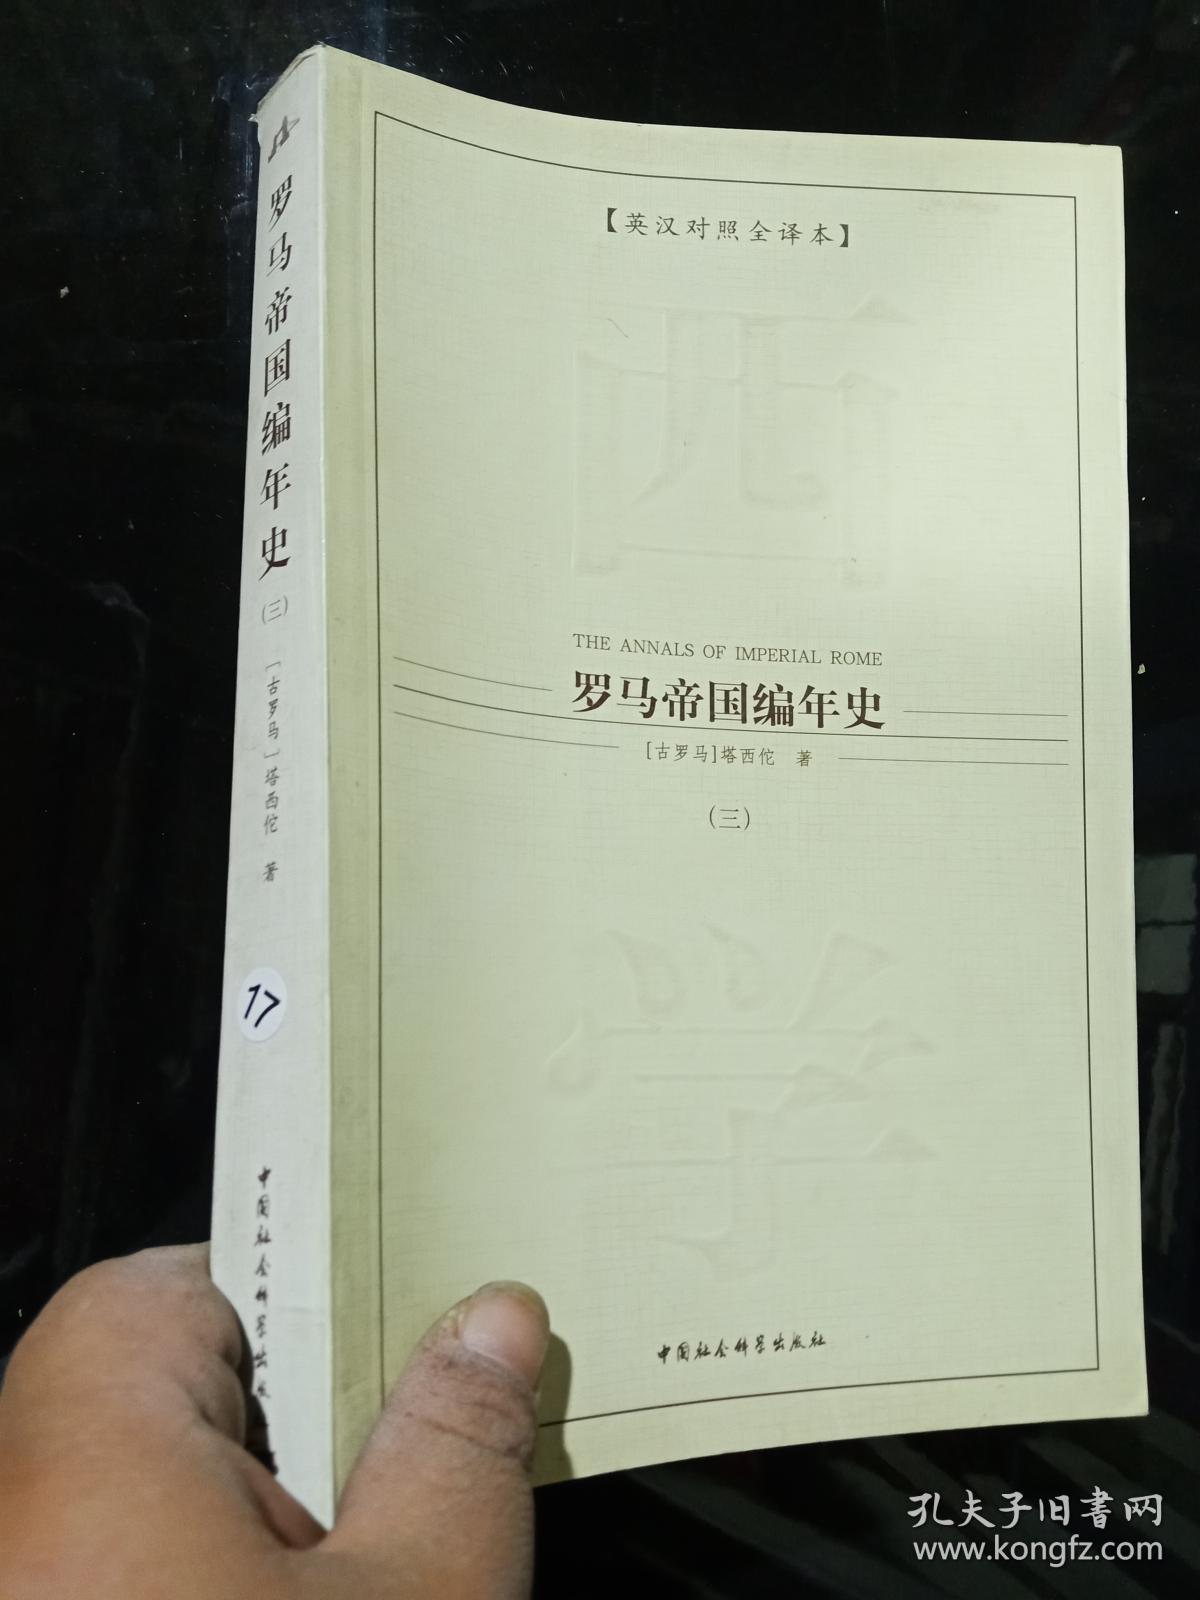 罗马帝国编年史
(三)
[古罗马]塔西佗 著
17
中国社会科学出版
【英汉对照全译本】
西
THE ANNALS OF IMPERIAL ROME
罗马帝国编年史
[古罗马]塔西佗 著
(三)
学
中国社会科学出版社
孔夫子旧書网
www.kongfz.com